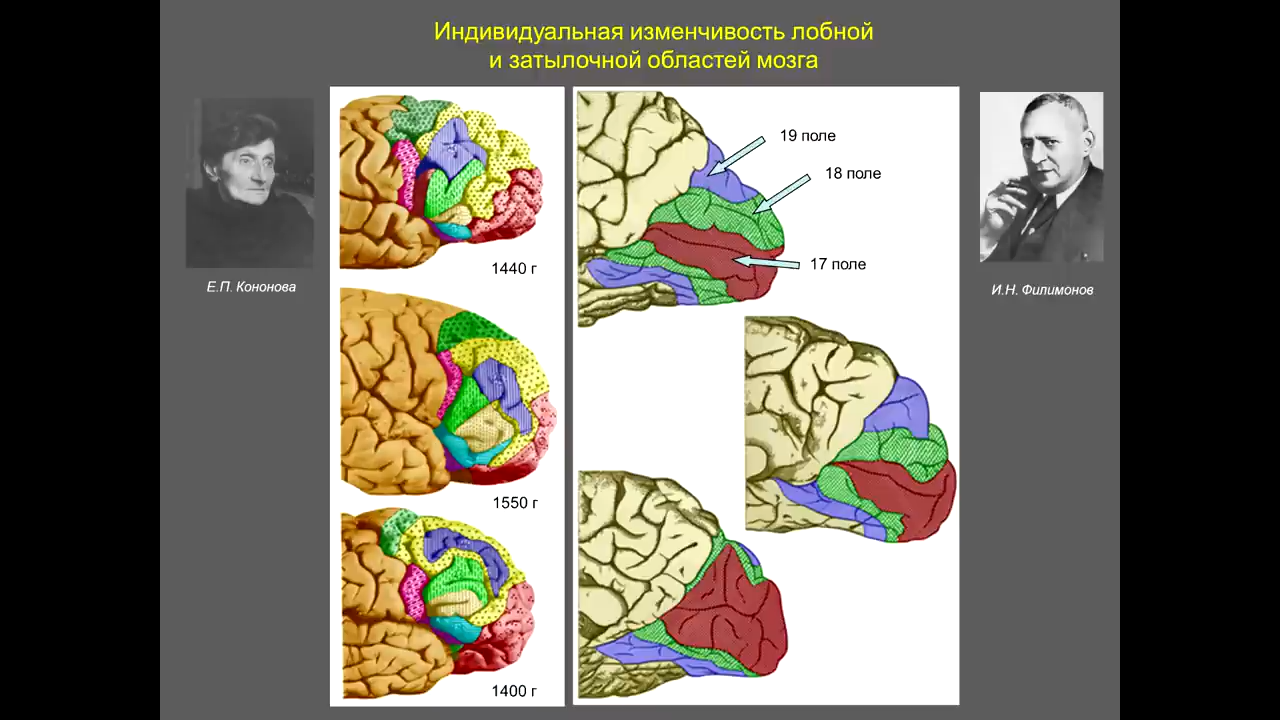 Индивидуальная изменчивость лобной
и затылочной областей мозга
19 поле
18 поле
17 поле
1440 г
Е.П. Кононова
И.Н. Филимонов
1550 г
1400 г